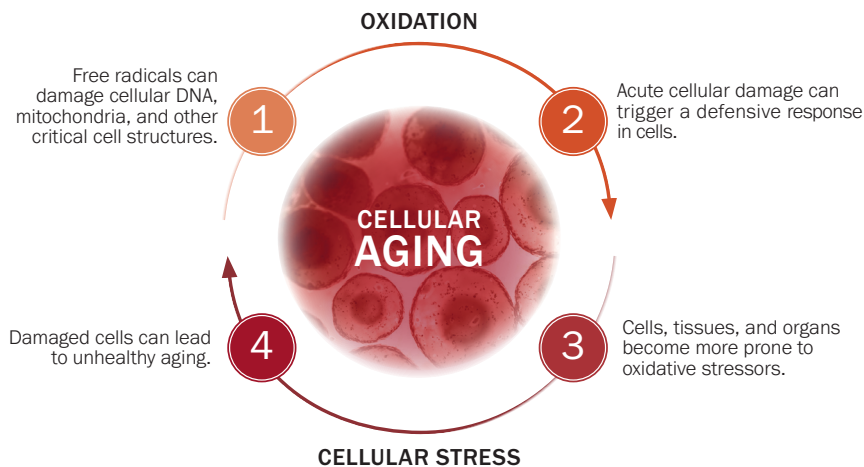 OXIDATION
1
Free radicals can
damage cellular DNA,
mitochondria, and other
critical cell structures.
2
Acute cellular damage can
trigger a defensive response
in cells.
CELLULAR
AGING
4
Damaged cells can lead
to unhealthy aging.
3
Cells, tissues, and organs
become more prone to
oxidative stressors.
CELLULAR STRESS